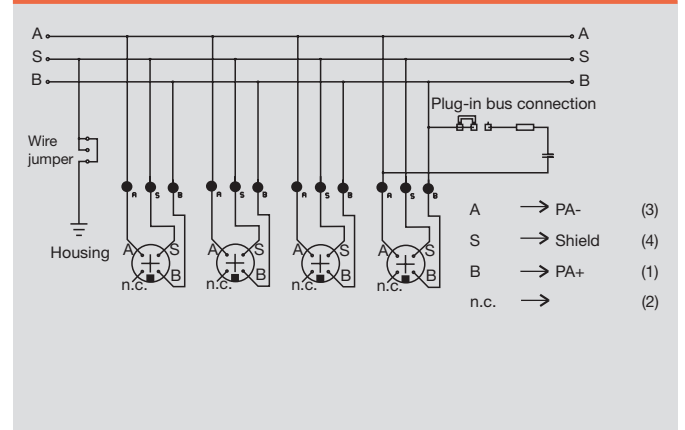 A A
S S
B B
Plug-in bus connection
Wire
jumper
A S B A S B A S B A S B
Housing
A S A S A S A S
B B B B
n.c. n.c. n.c. n.c.
A → PA- (3)
S → Shield (4)
B → PA+ (1)
n.c. → (2)